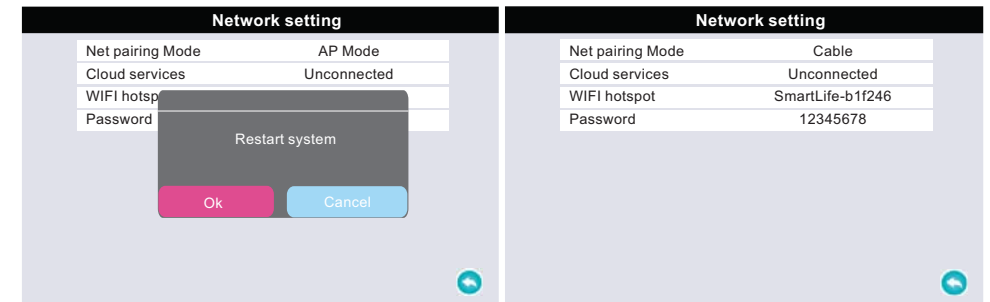 Network setting
Net pairing Mode AP Mode
Cloud services Unconnected
WIFI hotsp
Password
Restart system
Ok Cancel
Network setting
Net pairing Mode Cable
Cloud services Unconnected
WIFI hotspot SmartLife-b1f246
Password 12345678